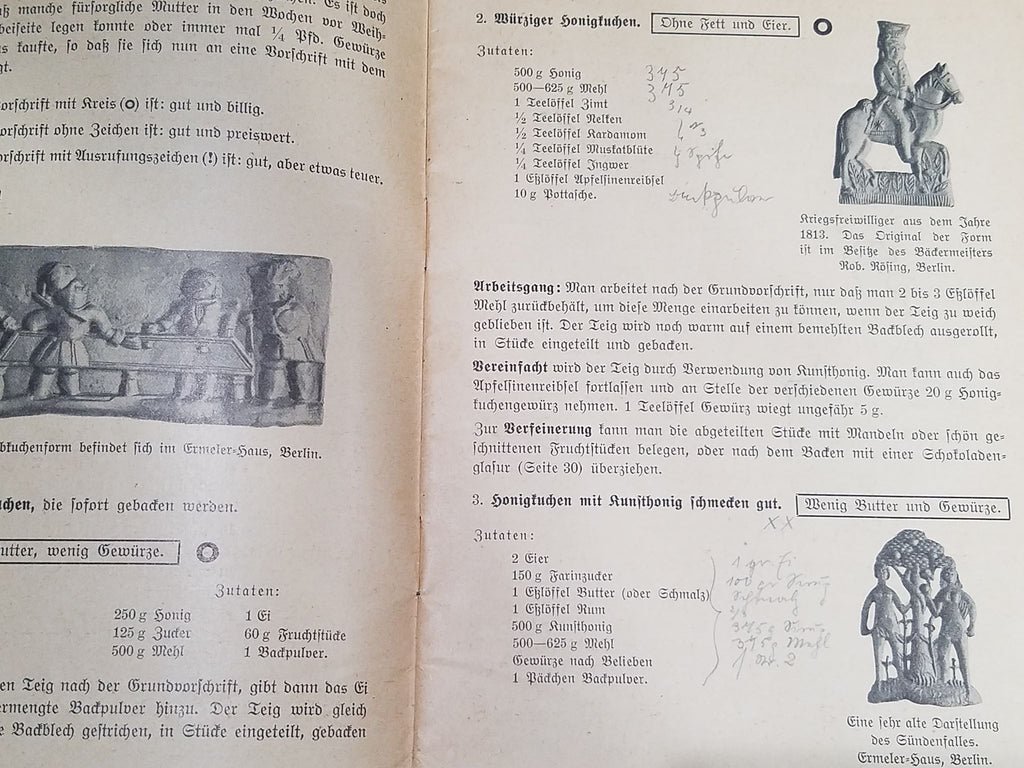 Es ist doch
daß manche fürsorgliche Mutter in den Wochen vor Weih-
beiseite legen konnte oder immer mal ¼ Pfd. Gewürze
kaufte, so daß sie sich nun an eine Vorschrift mit dem
gt.
orschrift mit Kreis (o) ist: gut und billig.
orschrift ohne Zeichen ist: gut und preiswert.
orschrift mit Ausrufungszeichen (!) ist: gut, aber etwas teuer.
bkuchenform befindet sich im Ermeler-Haus, Berlin.
chen, die sofort gebacken werden.
utter, wenig Gewürze.
Zutaten:
250 g Honig 1 Ei
125 g Zucker 60 g Fruchtstücke
500 g Mehl 1 Backpulver.
en Teig nach der Grundvorschrift, gibt dann das Ei
ermengte Backpulver hinzu. Der Teig wird gleich
e Backblech gestrichen, in Stücke eingeteilt, gebacken
2. Würziger Honigkuchen. Ohne Fett und Eier.
Zutaten:
500 g Honig 375
500—625 g Mehl 375
1 Teelöffel Zimt 3/4
½ Teelöffel Nelken
½ Teelöffel Kardamom
¼ Teelöffel Muskatblüte
¼ Teelöffel Ingwer
1 Eßlöffel Apfelsinenreibsel
10 g Pottasche.
Kriegsfreiwilliger aus dem Jahre
1813. Das Original der Form
ist im Besitze des Bäckermeisters
Rob. Rösing, Berlin.
Arbeitsgang: Man arbeitet nach der Grundvorschrift, nur daß man 2 bis 3 Eßlöffel
Mehl zurückbehält, um diese Menge einarbeiten zu können, wenn der Teig zu weich
geblieben ist. Der Teig wird noch warm auf einem bemehlten Backblech ausgerollt,
in Stücke eingeteilt und gebacken.
Vereinfacht wird der Teig durch Verwendung von Kunsthonig. Man kann auch das
Apfelsinenreibsel fortlassen und an Stelle der verschiedenen Gewürze 20 g Honig-
kuchengewürz nehmen. 1 Teelöffel Gewürz wiegt ungefähr 5 g.
Zur Verfeinerung kann man die abgeteilten Stücke mit Mandeln oder schön ge-
schnittenen Fruchtstücken belegen, oder nach dem Backen mit einer Schokoladen-
glasur (Seite 30) überziehen.
3. Honigkuchen mit Kunsthonig schmecken gut. Wenig Butter und Gewürze.
XX
Zutaten:
2 Eier
150 g Farinzucker
1 Eßlöffel Butter (oder Schmalz)
1 Eßlöffel Rum
500 g Kunsthonig
500—625 g Mehl
Gewürze nach Belieben
1 Päckchen Backpulver.
Eine sehr alte Darstellung
des Sündenfalles.
Ermeler-Haus, Berlin.